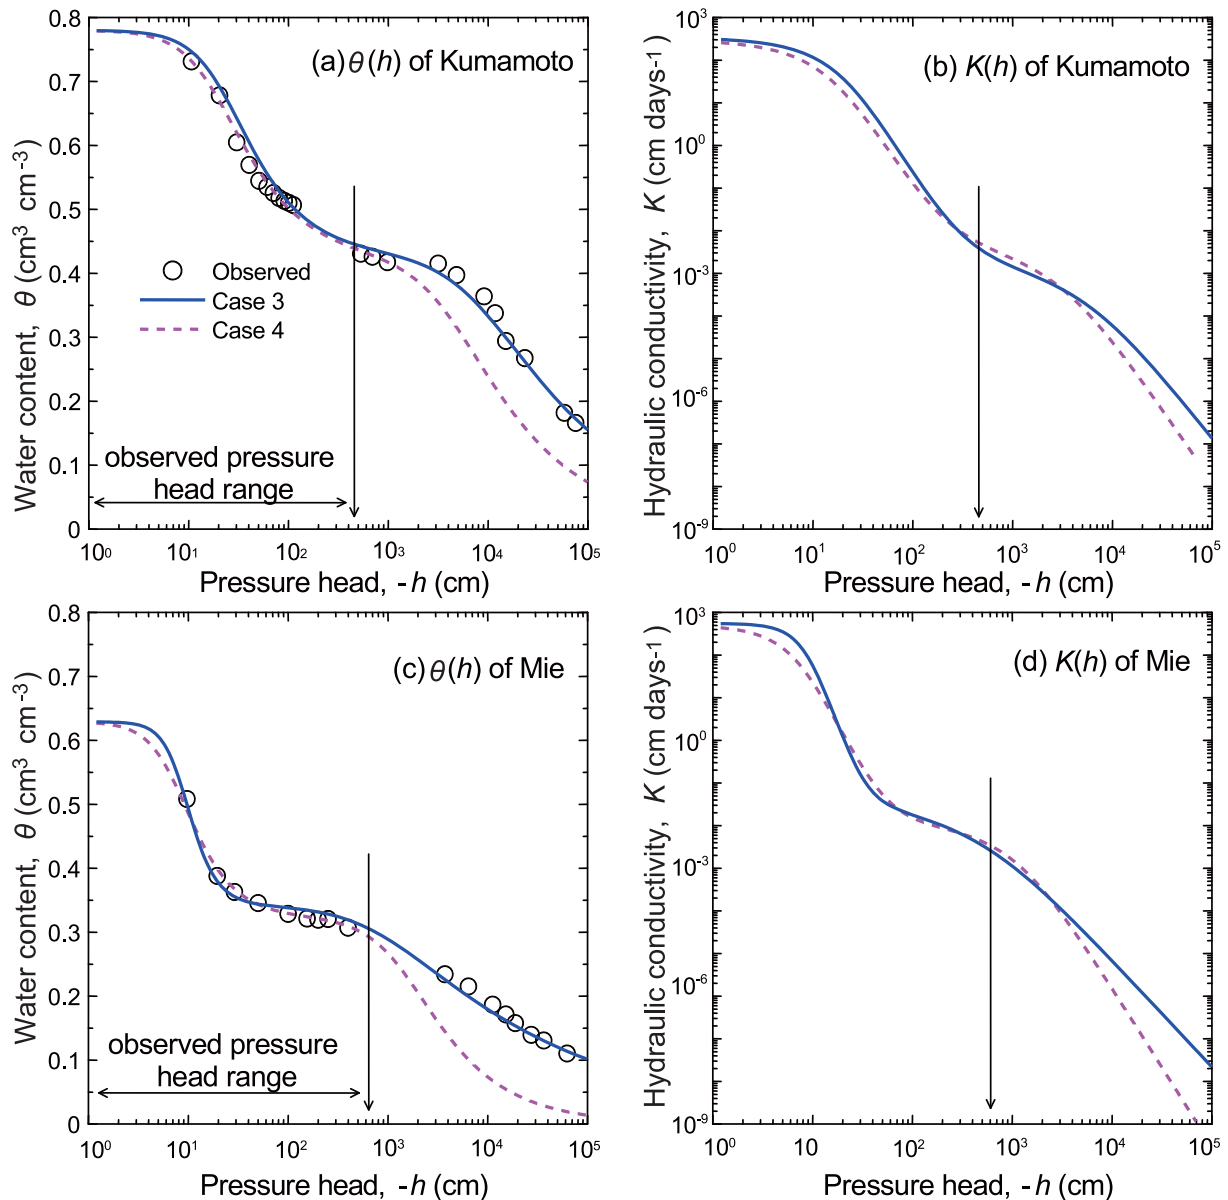 0.8
0.7
0.6
0.5
0.4
0.3
0.2
0.1
0
Water content, θ (cm³ cm⁻³)
(a) θ(h) of Kumamoto
Observed
Case 3
Case 4
observed pressure
head range
10⁰ 10¹ 10² 10³ 10⁴ 10⁵
Pressure head, -h (cm)
10³
10⁰
10⁻³
10⁻⁶
10⁻⁹
Hydraulic conductivity, K (cm days⁻¹)
(b) K(h) of Kumamoto
10⁰ 10¹ 10² 10³ 10⁴ 10⁵
Pressure head, -h (cm)
0.8
0.7
0.6
0.5
0.4
0.3
0.2
0.1
0
Water content, θ (cm³ cm⁻³)
(c) θ(h) of Mie
observed pressure
head range
10⁰ 10¹ 10² 10³ 10⁴ 10⁵
Pressure head, -h (cm)
10³
10⁰
10⁻³
10⁻⁶
10⁻⁹
Hydraulic conductivity, K (cm days⁻¹)
(d) K(h) of Mie
10⁰ 10¹ 10² 10³ 10⁴ 10⁵
Pressure head, -h (cm)